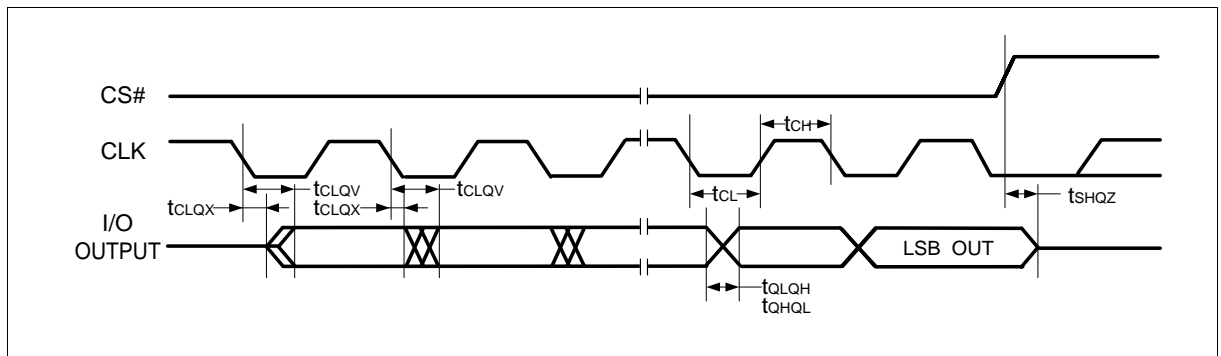 CS#
CLK
tCH
tCLQV
tCLQV
tCL
tSHQZ
tCLQX
tCLQX
I/O
OUTPUT
LSB OUT
tQLQH
tQHQL